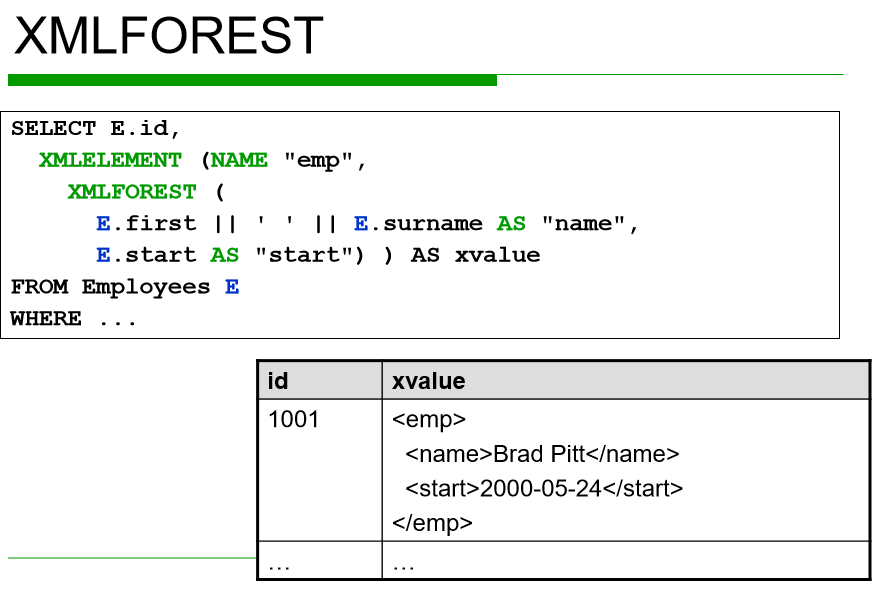 XMLFOREST
SELECT E.id,
XMLELEMENT (NAME "emp",
XMLFOREST (
E.first || ' ' || E.surname AS "name",
E.start AS "start") ) AS xvalue
FROM Employees E
WHERE ...
id xvalue
1001 <emp>
<name>Brad Pitt</name>
<start>2000-05-24</start>
</emp>
… …